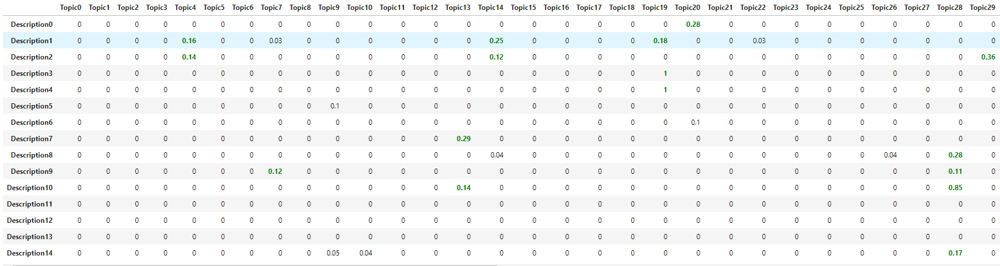 Topic0 Topic1 Topic2 Topic3 Topic4 Topic5 Topic6 Topic7 Topic8 Topic9 Topic10 Topic11 Topic12 Topic13 Topic14 Topic15 Topic16 Topic17 Topic18 Topic19 Topic20 Topic21 Topic22 Topic23 Topic24 Topic25 Topic26 Topic27 Topic28 Topic29
Description0 0 0 0 0 0 0 0 0 0 0 0 0 0 0 0 0 0 0 0 0 0.28 0 0 0 0 0 0 0 0 0
Description1 0 0 0 0 0.16 0 0 0.03 0 0 0 0 0 0 0.25 0 0 0 0 0.18 0 0 0.03 0 0 0 0 0 0 0
Description2 0 0 0 0 0.14 0 0 0 0 0 0 0 0 0 0.12 0 0 0 0 0 0 0 0 0 0 0 0 0 0 0.36
Description3 0 0 0 0 0 0 0 0 0 0 0 0 0 0 0 0 0 0 0 1 0 0 0 0 0 0 0 0 0 0
Description4 0 0 0 0 0 0 0 0 0 0 0 0 0 0 0 0 0 0 0 1 0 0 0 0 0 0 0 0 0 0
Description5 0 0 0 0 0 0 0 0 0 0.1 0 0 0 0 0 0 0 0 0 0 0 0 0 0 0 0 0 0 0 0
Description6 0 0 0 0 0 0 0 0 0 0 0 0 0 0 0 0 0 0 0 0 0.1 0 0 0 0 0 0 0 0 0
Description7 0 0 0 0 0 0 0 0 0 0 0 0 0 0.29 0 0 0 0 0 0 0 0 0 0 0 0 0 0 0 0
Description8 0 0 0 0 0 0 0 0 0 0 0 0 0 0 0.04 0 0 0 0 0 0 0 0 0 0 0 0.04 0 0.28 0
Description9 0 0 0 0 0 0 0 0.12 0 0 0 0 0 0 0 0 0 0 0 0 0 0 0 0 0 0 0 0 0.11 0
Description10 0 0 0 0 0 0 0 0 0 0 0 0 0 0.14 0 0 0 0 0 0 0 0 0 0 0 0 0 0 0.85 0
Description11 0 0 0 0 0 0 0 0 0 0 0 0 0 0 0 0 0 0 0 0 0 0 0 0 0 0 0 0 0 0
Description12 0 0 0 0 0 0 0 0 0 0 0 0 0 0 0 0 0 0 0 0 0 0 0 0 0 0 0 0 0 0
Description13 0 0 0 0 0 0 0 0 0 0 0 0 0 0 0 0 0 0 0 0 0 0 0 0 0 0 0 0 0 0
Description14 0 0 0 0 0 0 0 0 0 0.05 0.04 0 0 0 0 0 0 0 0 0 0 0 0 0 0 0 0 0 0.17 0